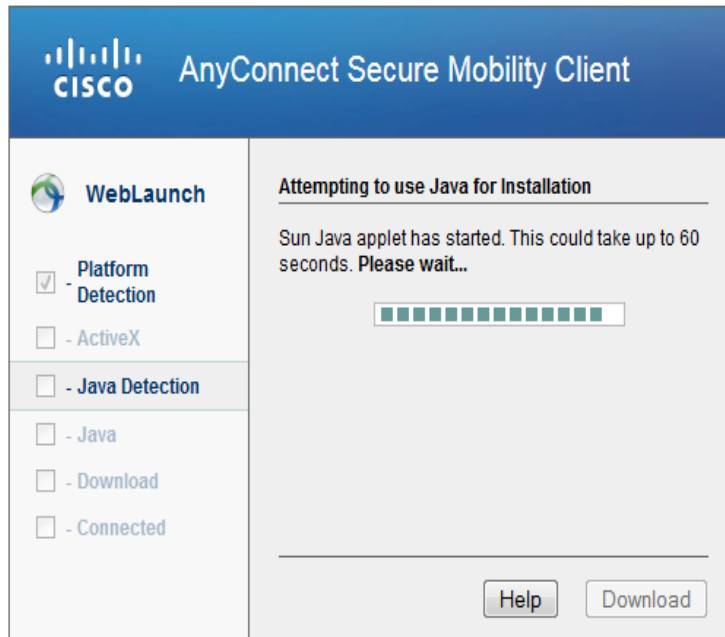 CISCO
AnyConnect Secure Mobility Client
WebLaunch
- Platform
Detection
- ActiveX
- Java Detection
- Java
- Download
- Connected
Attempting to use Java for Installation
Sun Java applet has started. This could take up to 60
seconds. Please wait...
Help
Download